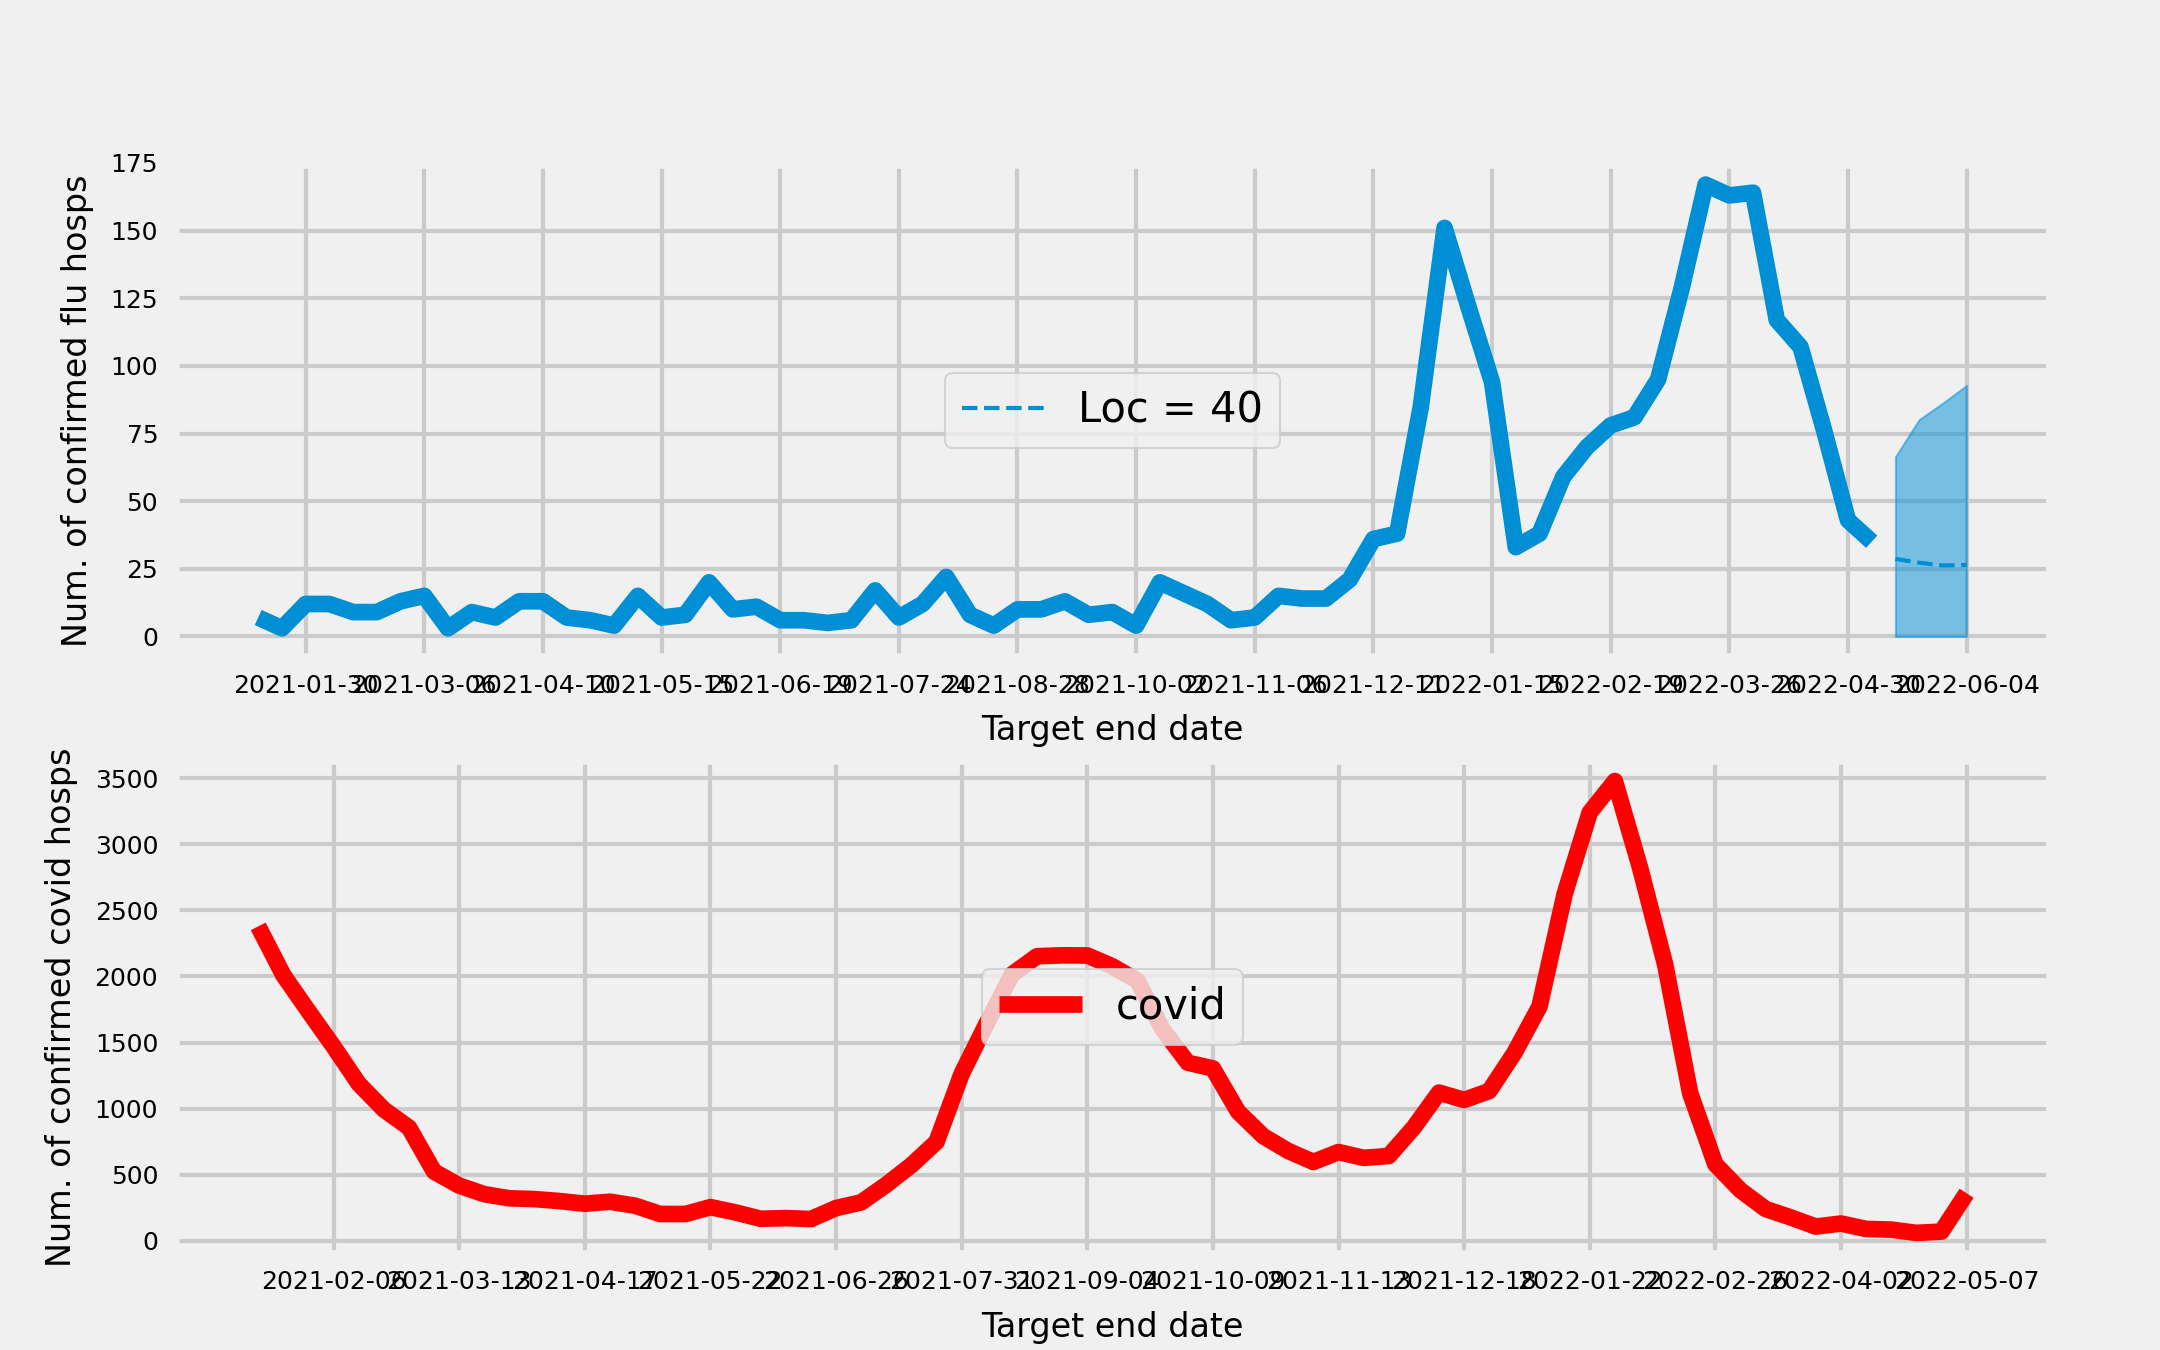 175
150
125
100
75
50
25
0
Num. of confirmed flu hosps
Loc = 40
2021-01-30 2021-03-06 2021-04-10 2021-05-15 2021-06-19 2021-07-24 2021-08-28 2021-10-02 2021-11-06 2021-12-11 2022-01-15 2022-02-19 2022-03-26 2022-04-30 2022-06-04
Target end date
3500
3000
2500
2000
1500
1000
500
0
Num. of confirmed covid hosps
covid
2021-02-06 2021-03-13 2021-04-17 2021-05-22 2021-06-26 2021-07-31 2021-09-04 2021-10-09 2021-11-13 2021-12-18 2022-01-22 2022-02-26 2022-04-02 2022-05-07
Target end date